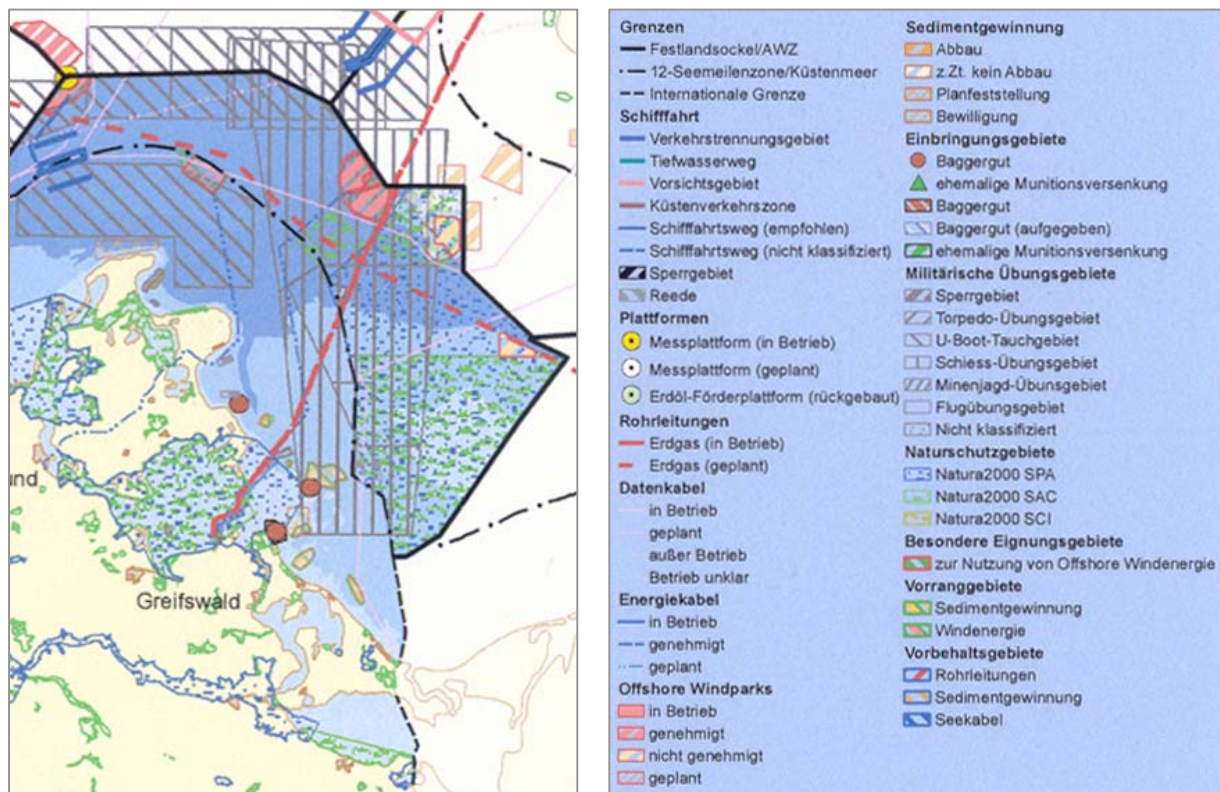 und
Greifswald
Grenzen
Festlandsockel/AWZ
12-Seemeilenzone/Küstenmeer
Internationale Grenze
Schifffahrt
Verkehrstrennungsgebiet
Tiefwasserweg
Vorsichtsgebiet
Küstenverkehrszone
Schifffahrtsweg (empfohlen)
Schifffahrtsweg (nicht klassifiziert)
Sperrgebiet
Reede
Plattformen
Messplattform (in Betrieb)
Messplattform (geplant)
Erdöl-Förderplattform (rückgebaut)
Rohrleitungen
Erdgas (in Betrieb)
Erdgas (geplant)
Datenkabel
in Betrieb
geplant
außer Betrieb
Betrieb unklar
Energiekabel
in Betrieb
genehmigt
geplant
Offshore Windparks
in Betrieb
genehmigt
nicht genehmigt
geplant
Sedimentgewinnung
Abbau
z.Zt. kein Abbau
Planfeststellung
Bewilligung
Einbringungsgebiete
Baggergut
ehemalige Munitionsversenkung
Baggergut
Baggergut (aufgegeben)
ehemalige Munitionsversenkung
Militärische Übungsgebiete
Sperrgebiet
Torpedo-Übungsgebiet
U-Boot-Tauchgebiet
Schiess-Übungsgebiet
Minenjagd-Übunsgebiet
Flugübungsgebiet
Nicht klassifiziert
Naturschutzgebiete
Natura2000 SPA
Natura2000 SAC
Natura2000 SCI
Besondere Eignungsgebiete
zur Nutzung von Offshore Windenergie
Vorranggebiete
Sedimentgewinnung
Windenergie
Vorbehaltsgebiete
Rohrleitungen
Sedimentgewinnung
Seekabel